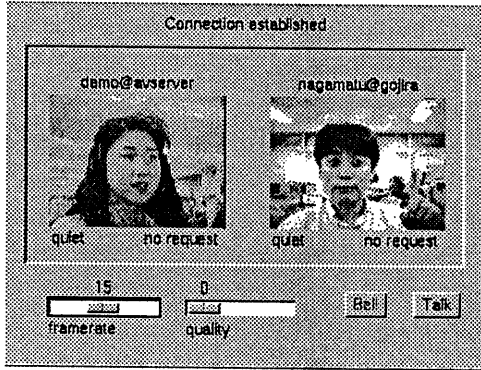 Connection established
demo@avserver nagamatu@gojira
quiet no request quiet no request
15 0
framerate quality
Bell Talk